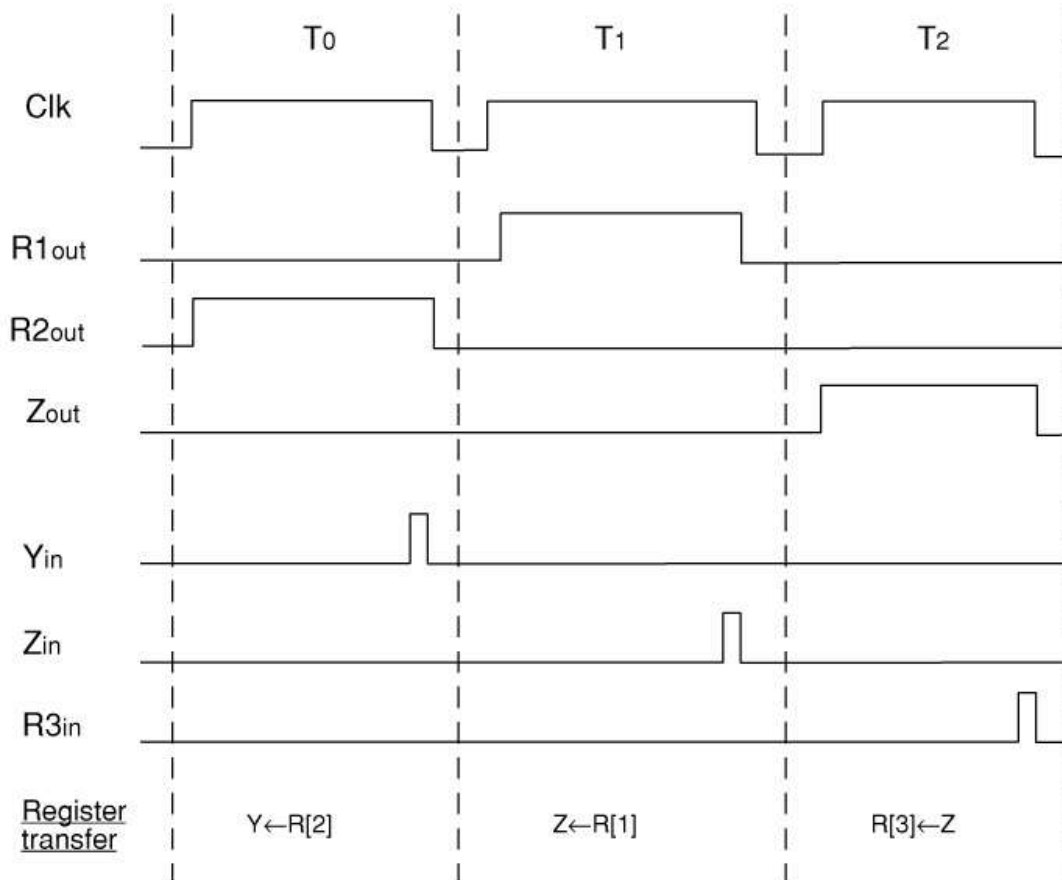 T0 T1 T2
Clk
R1out
R2out
Zout
Yin
Zin
R3in
Register
transfer
Y←R[2] Z←R[1] R[3]←Z